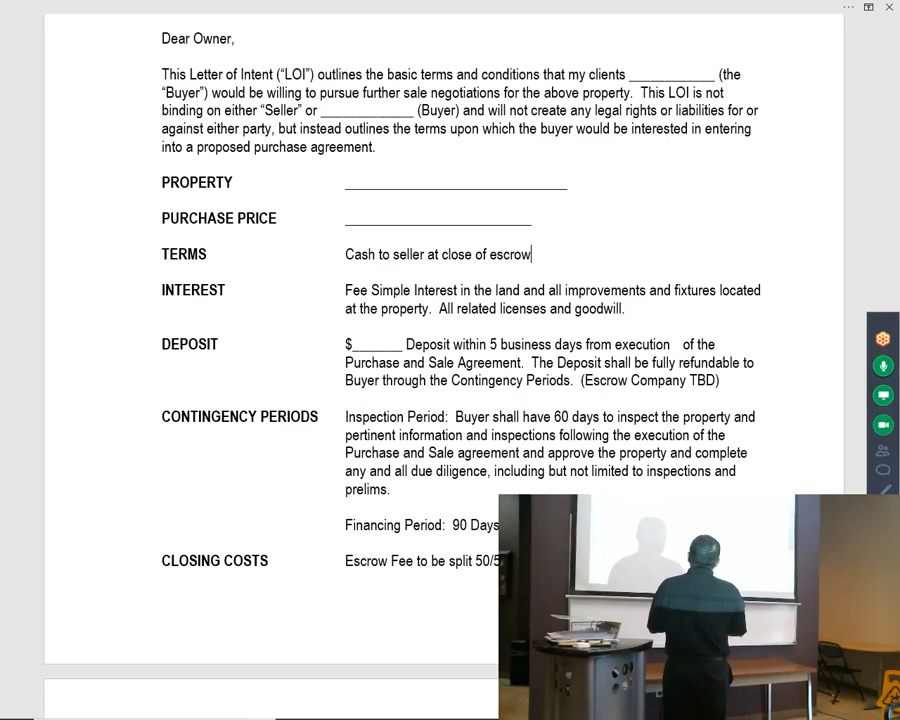 Dear Owner,
This Letter of Intent (“LOI”) outlines the basic terms and conditions that my clients ____________ (the
“Buyer”) would be willing to pursue further sale negotiations for the above property.  This LOI is not
binding on either “Seller” or _____________ (Buyer) and will not create any legal rights or liabilities for or
against either party, but instead outlines the terms upon which the buyer would be interested in entering
into a proposed purchase agreement.
PROPERTY _______________________________
PURCHASE PRICE __________________________
TERMS Cash to seller at close of escrow
INTEREST Fee Simple Interest in the land and all improvements and fixtures located
at the property.  All related licenses and goodwill.
DEPOSIT $_______ Deposit within 5 business days from execution   of the
Purchase and Sale Agreement.  The Deposit shall be fully refundable to
Buyer through the Contingency Periods.  (Escrow Company TBD)
CONTINGENCY PERIODS Inspection Period:  Buyer shall have 60 days to inspect the property and
pertinent information and inspections following the execution of the
Purchase and Sale agreement and approve the property and complete
any and all due diligence, including but not limited to inspections and
prelims.
Financing Period:  90 Days
CLOSING COSTS Escrow Fee to be split 50/5